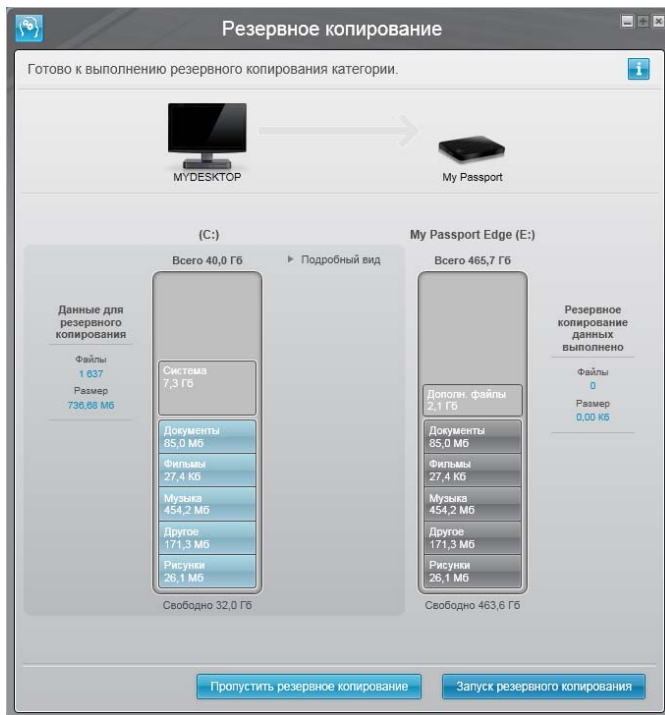 Резервное копирование
Готово к выполнению резервного копирования категории.
MYDESKTOP
My Passport
(C:)
Всего 40,0 Гб
Подробный вид
Данные для
резервного
копирования
Файлы
1 637
Размер
736,68 Мб
Система
7,3 Гб
Документы
85,0 Мб
Фильмы
27,4 Кб
Музыка
454,2 Мб
Другое
171,3 Мб
Рисунки
26,1 Мб
Свободно 32,0 Гб
My Passport Edge (E:)
Всего 465,7 Гб
Дополн. файлы
2,1 Гб
Документы
85,0 Мб
Фильмы
27,4 Кб
Музыка
454,2 Мб
Другое
171,3 Мб
Рисунки
26,1 Мб
Свободно 463,6 Гб
Резервное
копирование
данных
выполнено
Файлы
0
Размер
0,00 Кб
Пропустить резервное копирование
Запуск резервного копирования